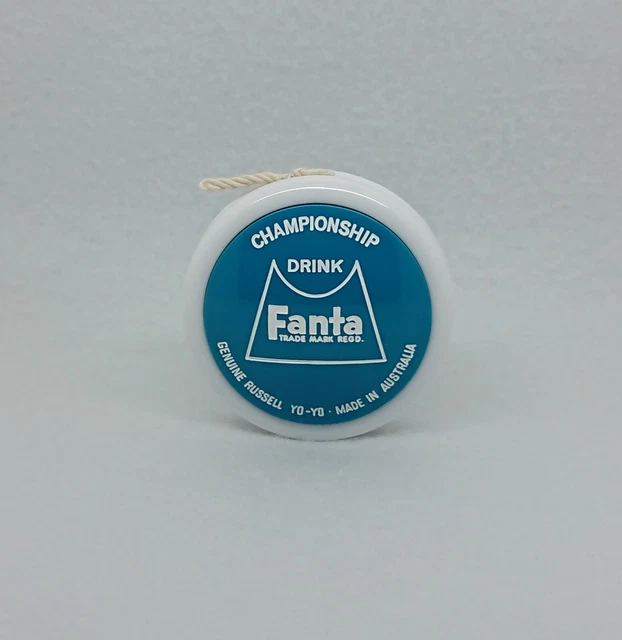 CHAMPIONSHIP
DRINK
Fanta
TRADE MARK REGD.
GENUINE RUSSELL YO-YO · MADE IN AUSTRALIA